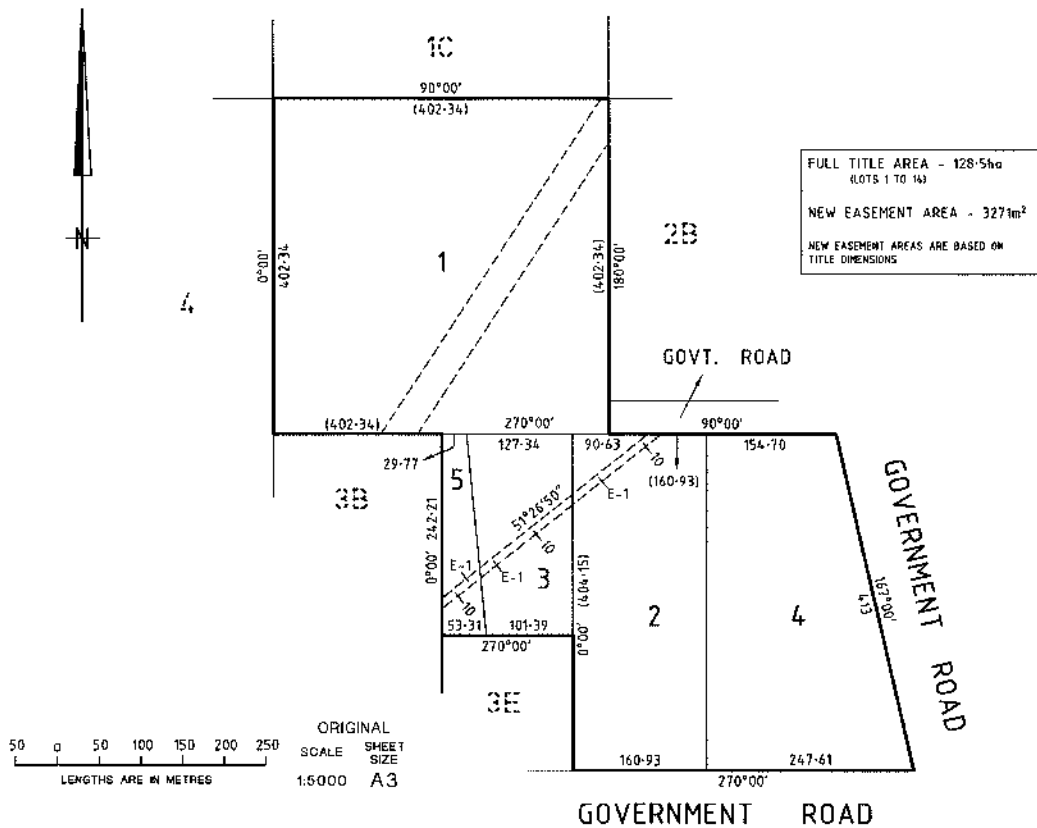 1C
90°00'
(402·34)
N
FULL TITLE AREA - 128·5ha
(LOTS 1 TO 14)
NEW EASEMENT AREA - 3271m²
NEW EASEMENT AREAS ARE BASED ON
TITLE DIMENSIONS
4
0°00'
402·34
1
(402·34)
180°00'
2B
GOVT. ROAD
(402·34)
270°00'
90°00'
29·77
127·34
90·63
(160·93)
154·70
3B
5
0°00' 242·21
51°26'50"
10
E-1
E-1
10
E-1
10
3
0°00' (404·15)
2
4
167°00'
413
GOVERNMENT ROAD
53·31
101·39
270°00'
3E
160·93
247·61
270°00'
GOVERNMENT ROAD
50 0 50 100 150 200 250
LENGTHS ARE IN METRES
ORIGINAL
SCALE SHEET SIZE
1:5000 A3